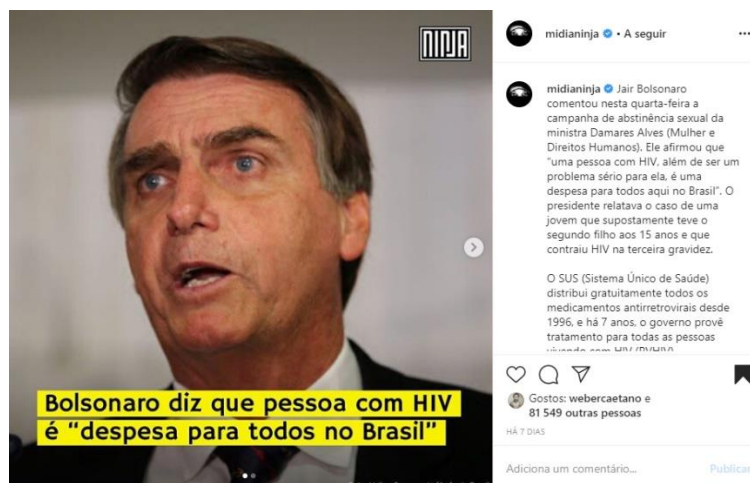 NINJA
Bolsonaro diz que pessoa com HIV
é “despesa para todos no Brasil”
midianinja • A seguir
midianinja Jair Bolsonaro
comentou nesta quarta-feira a
campanha de abstinência sexual da
ministra Damares Alves (Mulher e
Direitos Humanos). Ele afirmou que
"uma pessoa com HIV, além de ser um
problema sério para ela, é uma
despesa para todos aqui no Brasil". O
presidente relatava o caso de uma
jovem que supostamente teve o
segundo filho aos 15 anos e que
contraiu HIV na terceira gravidez.
O SUS (Sistema Único de Saúde)
distribui gratuitamente todos os
medicamentos antirretrovirais desde
1996, e há 7 anos, o governo provê
tratamento para todas as pessoas
vivendo com HIV (PVHIV)
Gostos: webercaetano e
81 549 outras pessoas
HÁ 7 DIAS
Adiciona um comentário...
Publicar